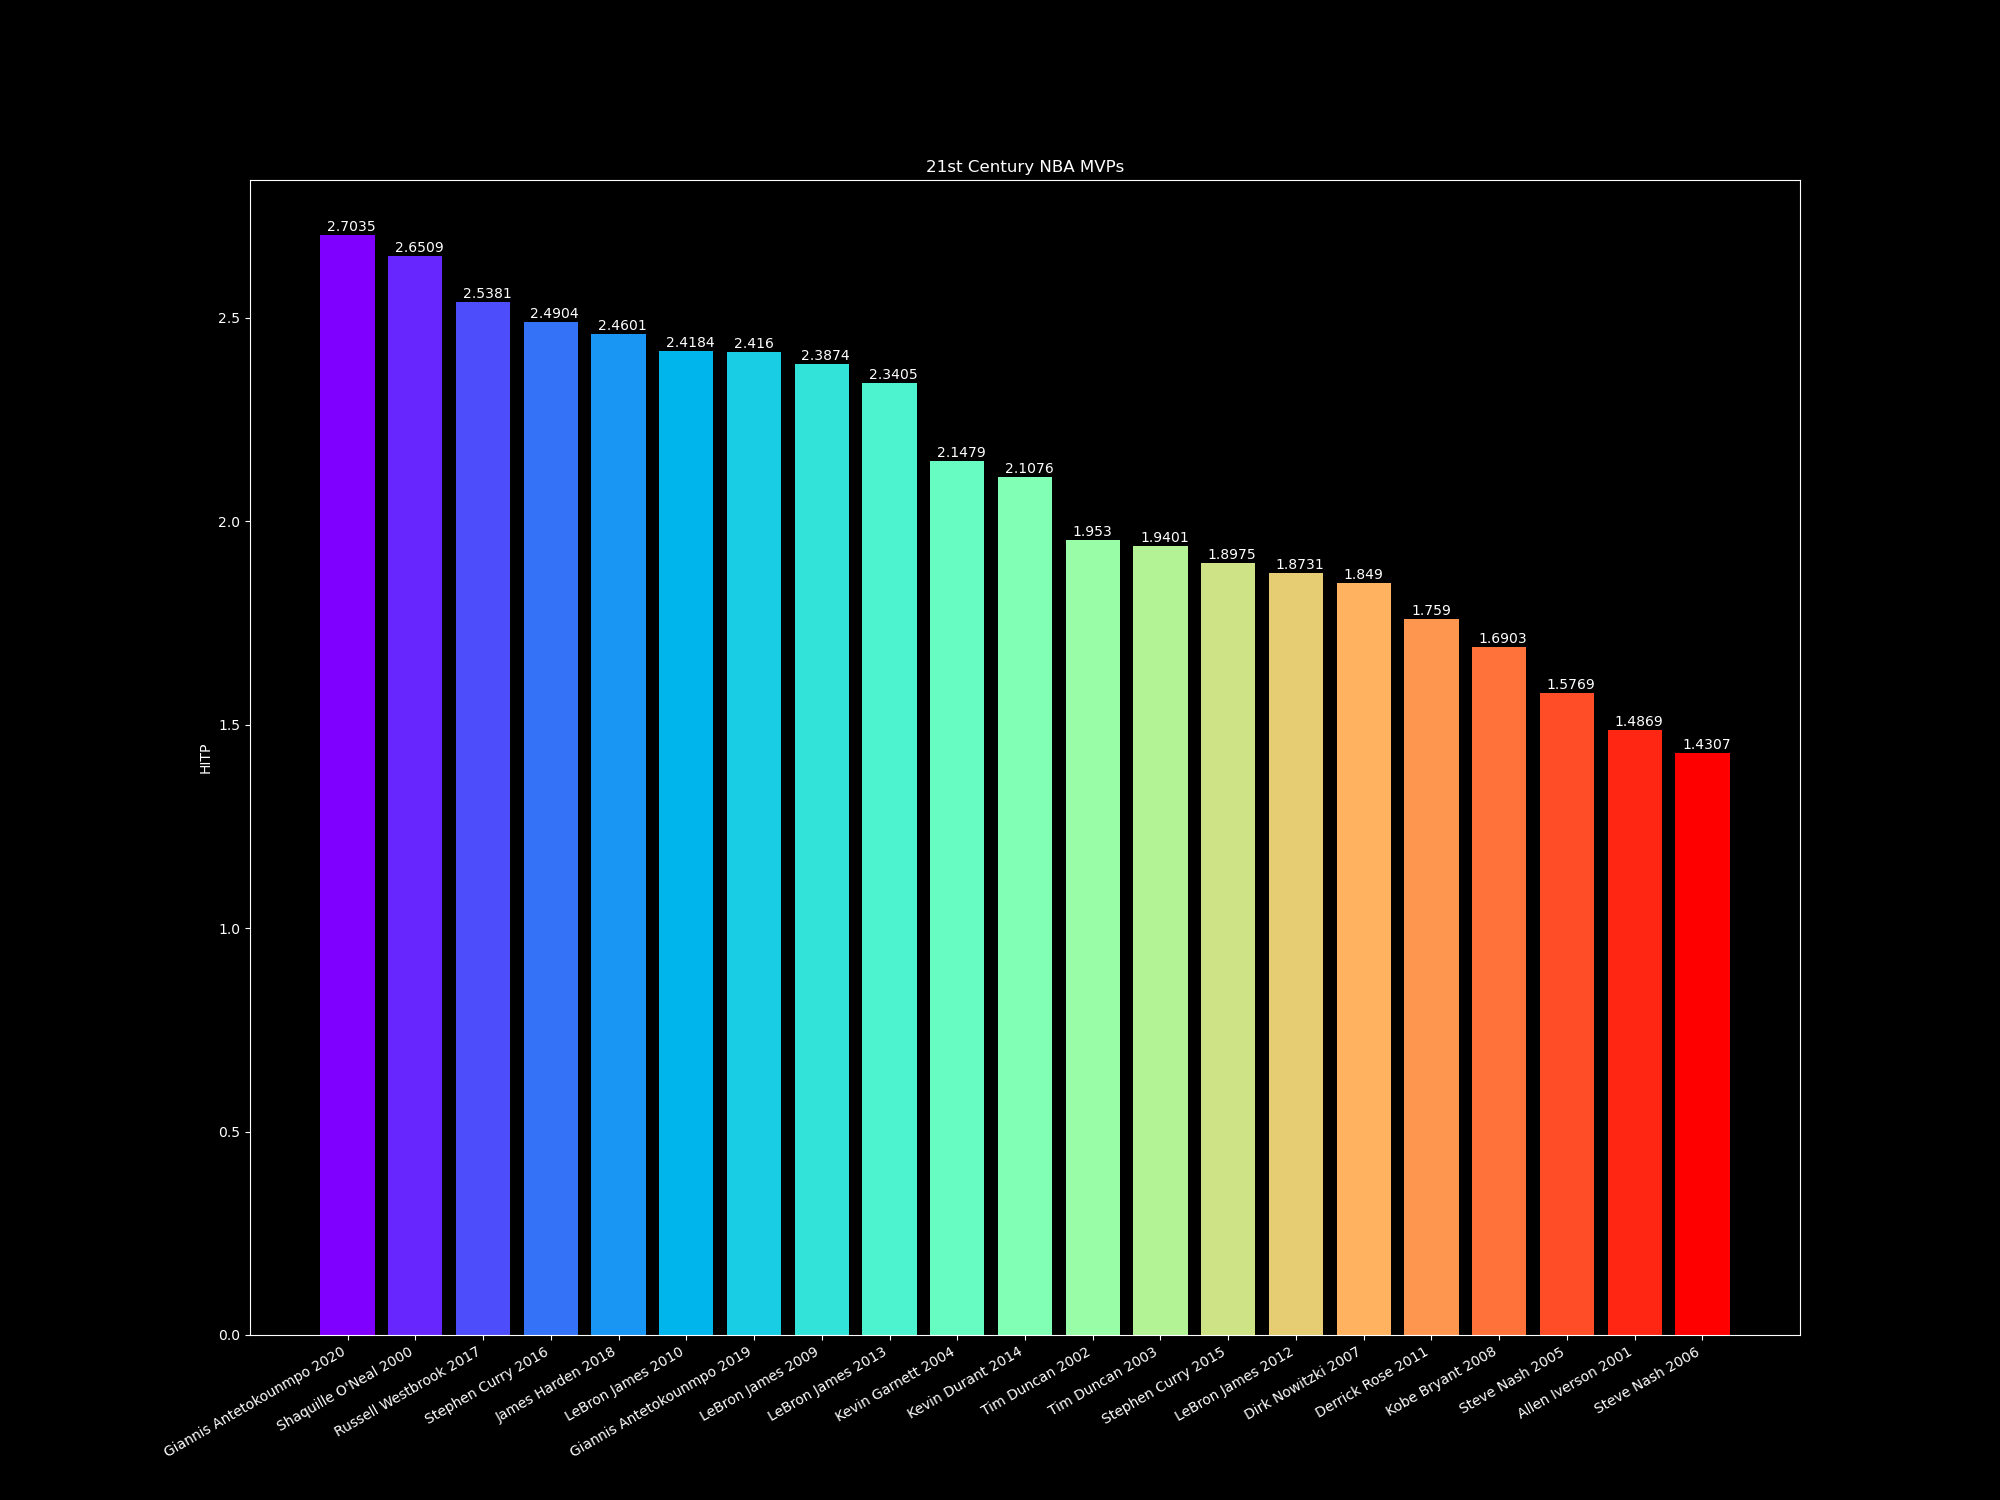 21st Century NBA MVPs
2.7035
2.6509
2.5381
2.4904
2.4601
2.4184
2.416
2.3874
2.3405
2.1479
2.1076
1.953
1.9401
1.8975
1.8731
1.849
1.759
1.6903
1.5769
1.4869
1.4307
HITP
2.5
2.0
1.5
1.0
0.5
0.0
Giannis Antetokounmpo 2020
Shaquille O'Neal 2000
Russell Westbrook 2017
Stephen Curry 2016
James Harden 2018
LeBron James 2010
Giannis Antetokounmpo 2019
LeBron James 2009
LeBron James 2013
Kevin Garnett 2004
Kevin Durant 2014
Tim Duncan 2002
Tim Duncan 2003
Stephen Curry 2015
LeBron James 2012
Dirk Nowitzki 2007
Derrick Rose 2011
Kobe Bryant 2008
Steve Nash 2005
Allen Iverson 2001
Steve Nash 2006